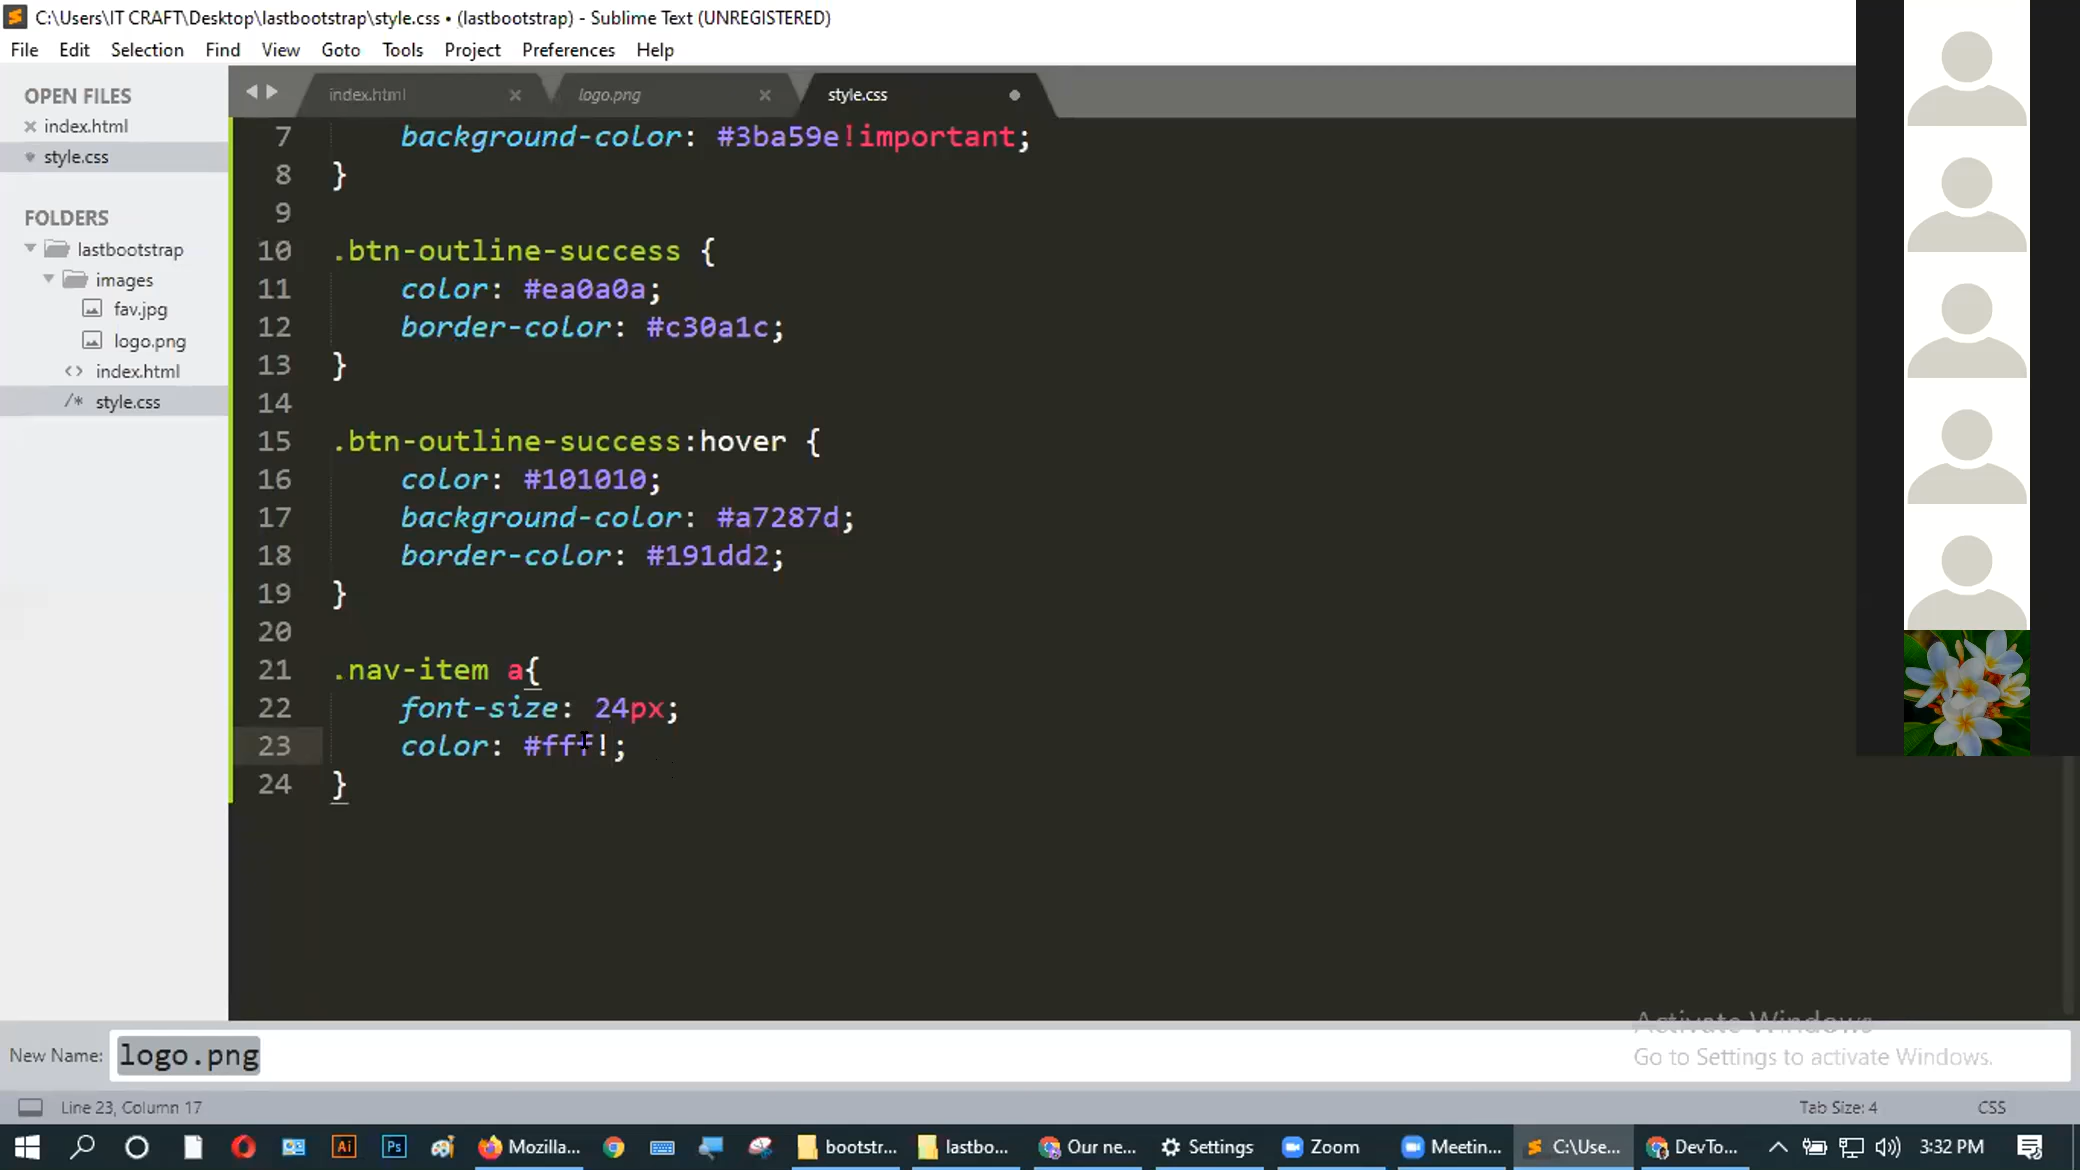 C:\Users\IT CRAFT\Desktop\lastbootstrap\style.css • (lastbootstrap) - Sublime Text (UNREGISTERED)
File Edit Selection Find View Goto Tools Project Preferences Help
OPEN FILES
index.html
style.css
FOLDERS
lastbootstrap
images
fav.jpg
logo.png
index.html
/* style.css
index.html logo.png style.css
7 background-color: #3ba59e!important;
8 }
9
10 .btn-outline-success {
11 color: #ea0a0a;
12 border-color: #c30a1c;
13 }
14
15 .btn-outline-success:hover {
16 color: #101010;
17 background-color: #a7287d;
18 border-color: #191dd2;
19 }
20
21 .nav-item a{
22 font-size: 24px;
23 color: #fff!;
24 }
Activate Windows
Go to Settings to activate Windows.
New Name: logo.png
Line 23, Column 17 Tab Size: 4 CSS
Ai Ps Mozilla... bootstr... lastbo... Our ne... Settings Zoom Meetin... C:\Use... DevTo... 3:32 PM